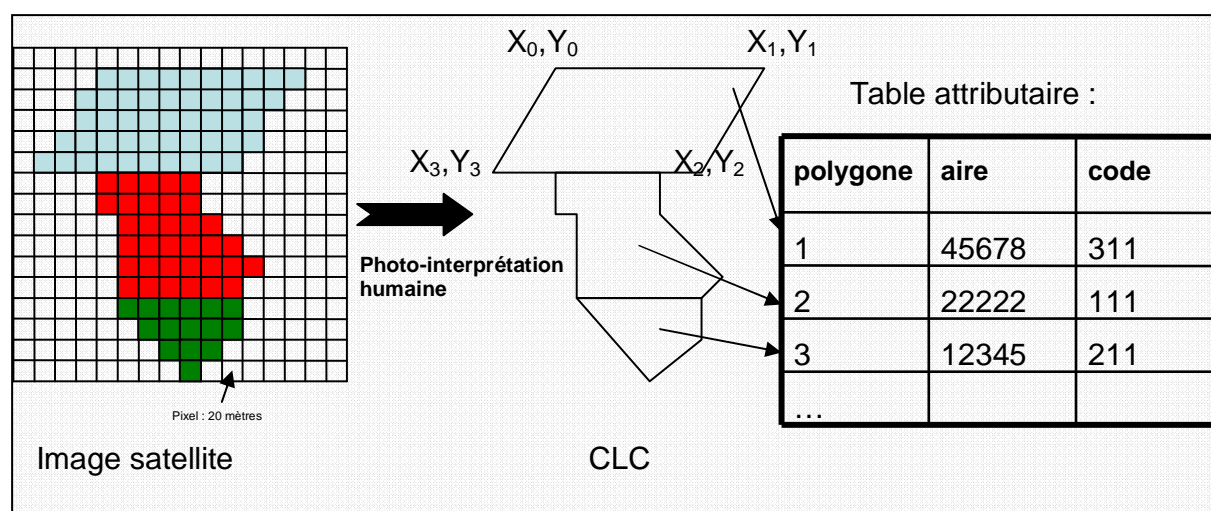 X0,Y0 X1,Y1
X3,Y3 X2,Y2
Photo-interprétation
humaine
Pixel : 20 mètres
Image satellite
CLC
Table attributaire :
polygone aire code
1 45678 311
2 22222 111
3 12345 211
…